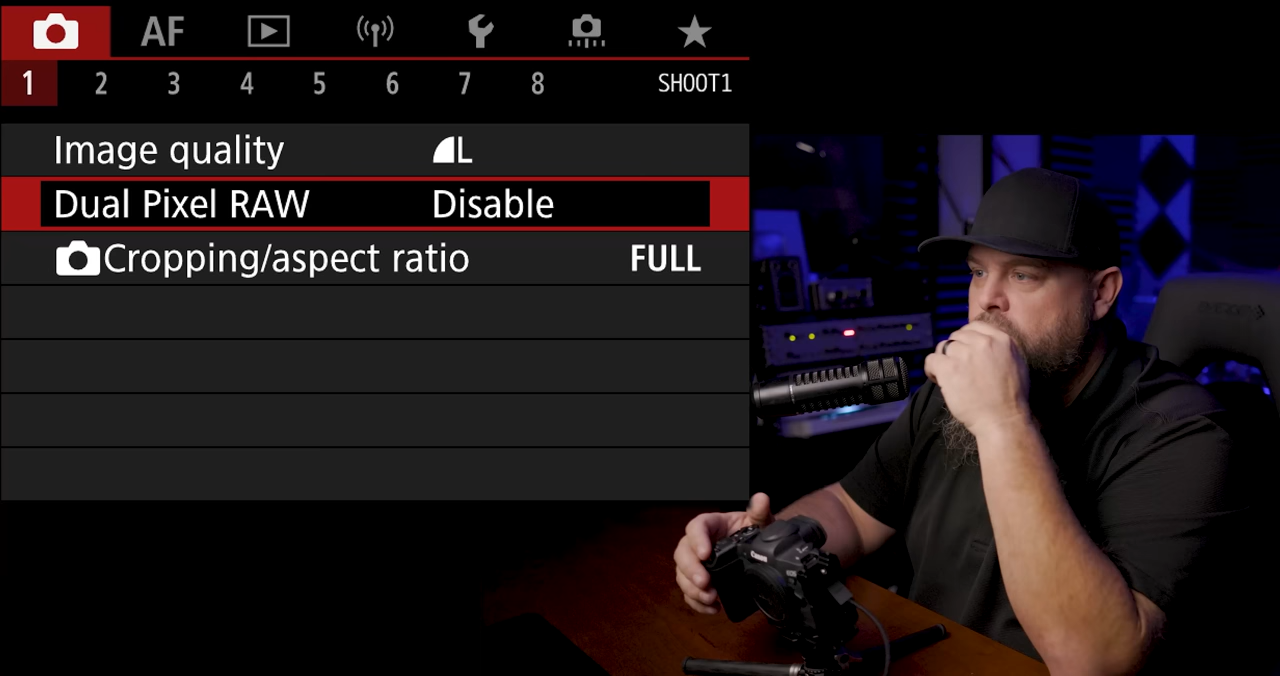 AF
1 2 3 4 5 6 7 8 SHOOT1
Image quality L
Dual Pixel RAW Disable
Cropping/aspect ratio FULL
Canon